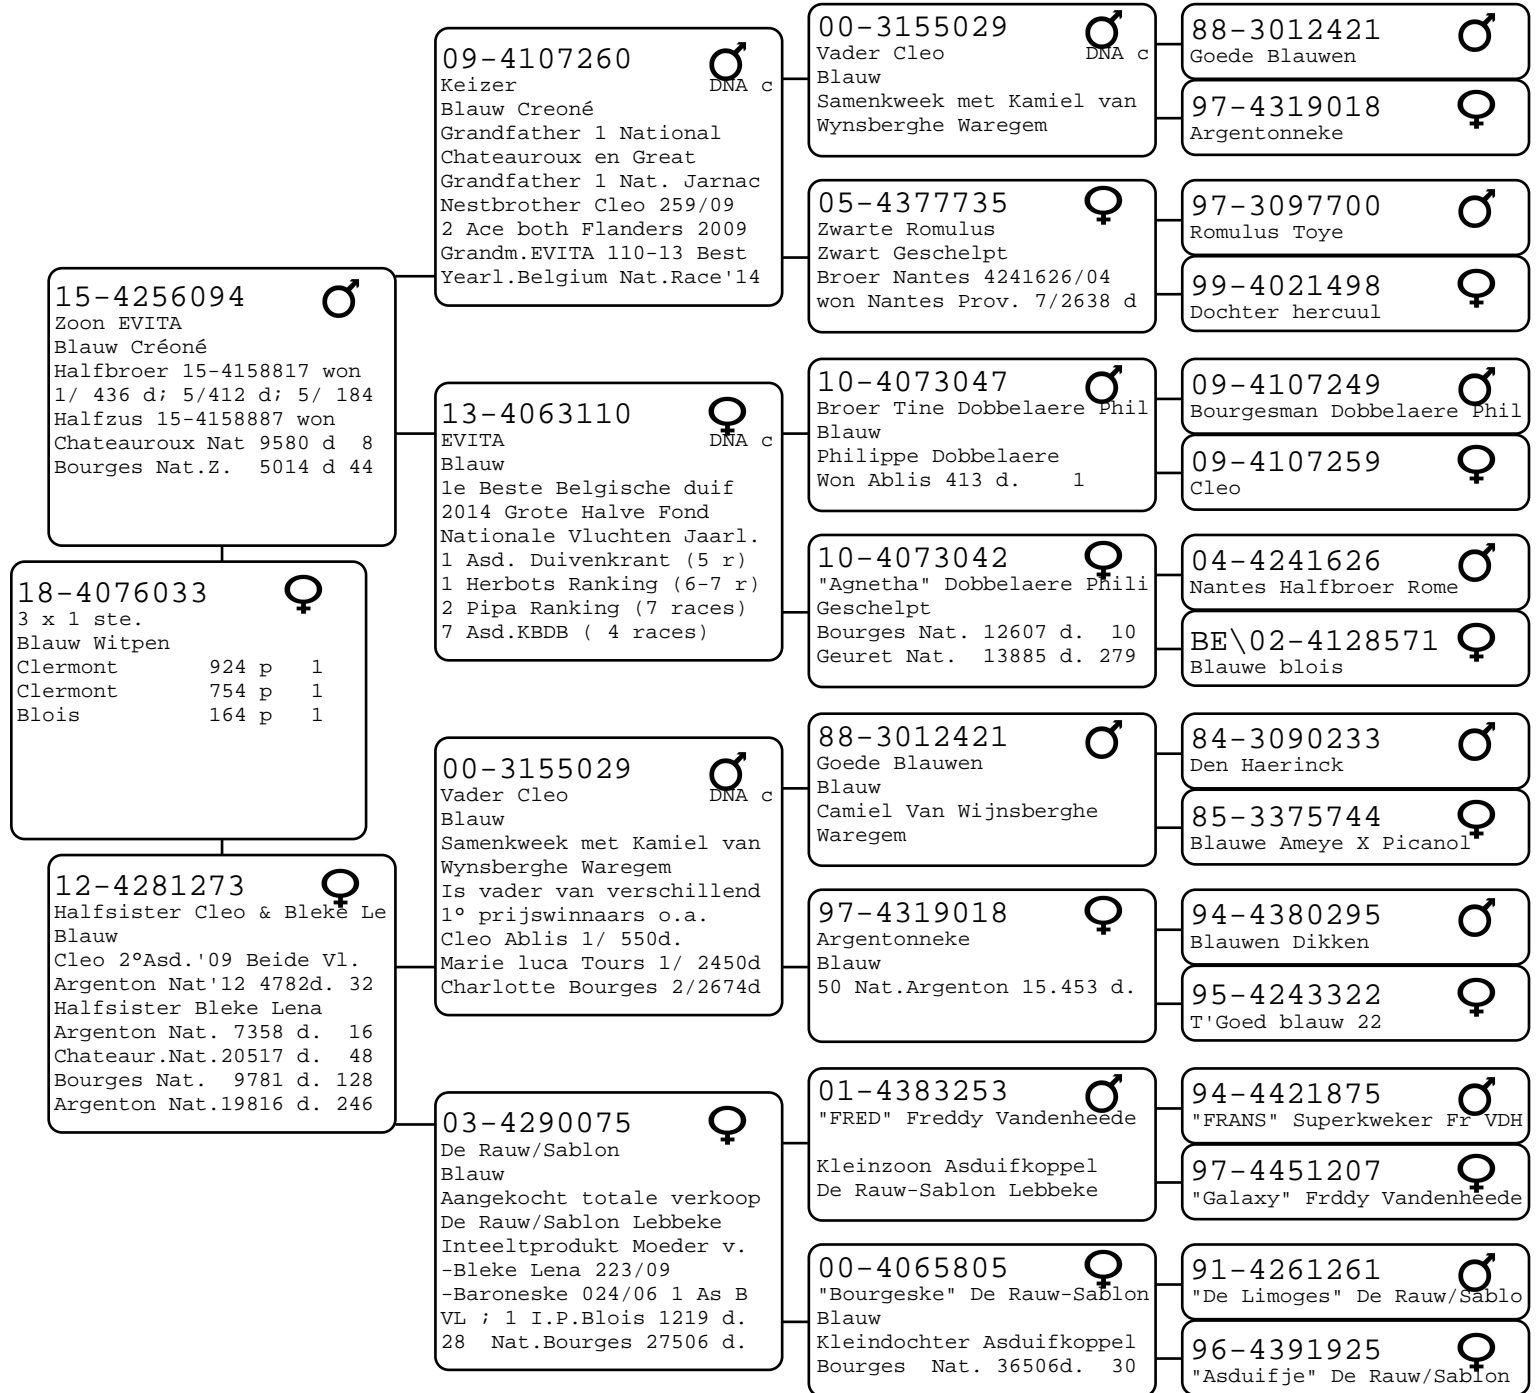 18-4076033
3 x 1 ste.
Blauw Witpen
Clermont 924 p 1
Clermont 754 p 1
Blois 164 p 1
15-4256094
Zoon EVITA
Blauw Créoné
Halfbroer 15-4158817 won
1/ 436 d; 5/412 d; 5/ 184
Halfzus 15-4158887 won
Chateauroux Nat 9580 d 8
Bourges Nat.Z. 5014 d 44
12-4281273
Halfsister Cleo & Bleke Le
Blauw
Cleo 2°Asd.'09 Beide Vl.
Argenton Nat'12 4782d. 32
Halfsister Bleke Lena
Argenton Nat. 7358 d. 16
Chateaur.Nat.20517 d. 48
Bourges Nat. 9781 d. 128
Argenton Nat.19816 d. 246
09-4107260
Keizer DNA c
Blauw Creoné
Grandfather 1 National
Chateauroux en Great
Grandfather 1 Nat. Jarnac
Nestbrother Cleo 259/09
2 Ace both Flanders 2009
Grandm.EVITA 110-13 Best
Yearl.Belgium Nat.Race'14
13-4063110
EVITA DNA c
Blauw
1e Beste Belgische duif
2014 Grote Halve Fond
Nationale Vluchten Jaarl.
1 Asd. Duivenkrant (5 r)
1 Herbots Ranking (6-7 r)
2 Pipa Ranking (7 races)
7 Asd.KBDB ( 4 races)
00-3155029
Vader Cleo DNA c
Blauw
Samenkweek met Kamiel van
Wynsberghe Waregem
Is vader van verschillend
1° prijswinnaars o.a.
Cleo Ablis 1/ 550d.
Marie luca Tours 1/ 2450d
Charlotte Bourges 2/2674d
03-4290075
De Rauw/Sablon
Blauw
Aangekocht totale verkoop
De Rauw/Sablon Lebbeke
Inteeltprodukt Moeder v.
-Bleke Lena 223/09
-Baroneske 024/06 1 As B
VL ; 1 I.P.Blois 1219 d.
28 Nat.Bourges 27506 d.
00-3155029
Vader Cleo DNA c
Blauw
Samenkweek met Kamiel van
Wynsberghe Waregem
05-4377735
Zwarte Romulus
Zwart Geschelpt
Broer Nantes 4241626/04
won Nantes Prov. 7/2638 d
10-4073047
Broer Tine Dobbelaere Phil
Blauw
Philippe Dobbelaere
Won Ablis 413 d. 1
10-4073042
"Agnetha" Dobbelaere Phili
Geschelpt
Bourges Nat. 12607 d. 10
Geuret Nat. 13885 d. 279
88-3012421
Goede Blauwen
Blauw
Camiel Van Wijnsberghe
Waregem
97-4319018
Argentonneke
Blauw
50 Nat.Argenton 15.453 d.
01-4383253
"FRED" Freddy Vandenheede
Kleinzoon Asduifkoppel
De Rauw-Sablon Lebbeke
00-4065805
"Bourgeske" De Rauw-Sablon
Blauw
Kleindochter Asduifkoppel
Bourges Nat. 36506d. 30
88-3012421
Goede Blauwen
97-4319018
Argentonneke
97-3097700
Romulus Toye
99-4021498
Dochter hercuul
09-4107249
Bourgesman Dobbelaere Phil
09-4107259
Cleo
04-4241626
Nantes Halfbroer Rome
BE\02-4128571
Blauwe blois
84-3090233
Den Haerinck
85-3375744
Blauwe Ameye X Picanol
94-4380295
Blauwen Dikken
95-4243322
T'Goed blauw 22
94-4421875
"FRANS" Superkweker Fr VDH
97-4451207
"Galaxy" Frddy Vandenheede
91-4261261
"De Limoges" De Rauw/Sablo
96-4391925
"Asduifje" De Rauw/Sablon